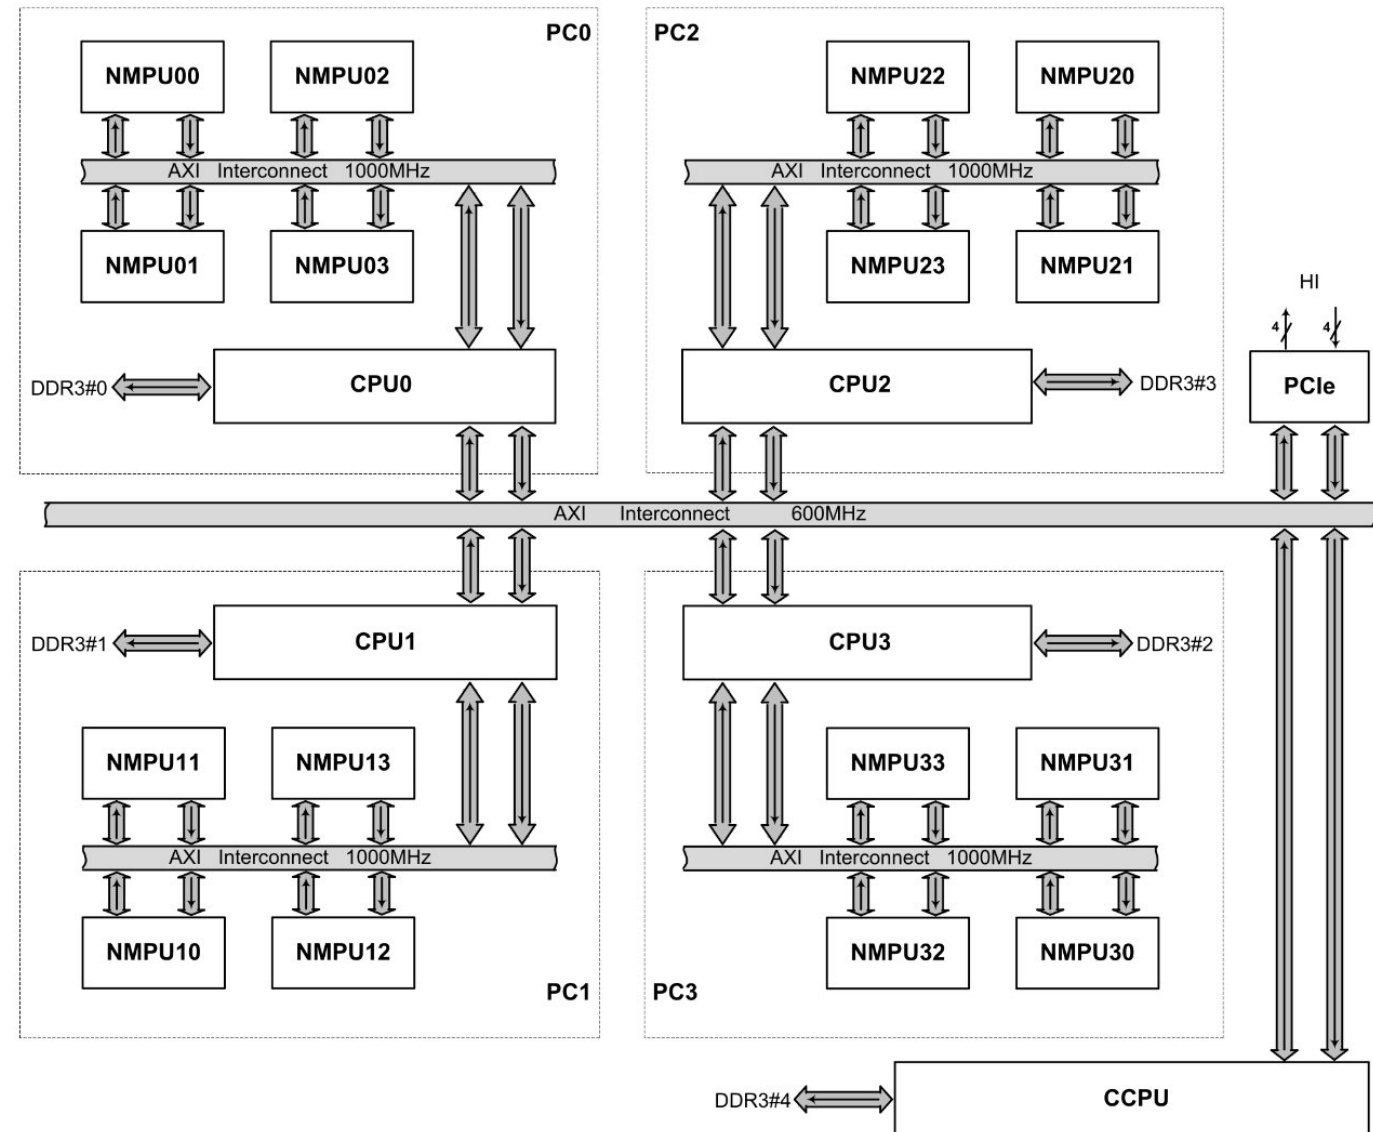 PC0
PC2
NMPU00
NMPU02
NMPU22
NMPU20
AXI Interconnect 1000MHz
AXI Interconnect 1000MHz
NMPU01
NMPU03
NMPU23
NMPU21
HI
4
4
DDR3#0
CPU0
CPU2
DDR3#3
PCIe
AXI Interconnect 600MHz
DDR3#1
CPU1
CPU3
DDR3#2
NMPU11
NMPU13
NMPU33
NMPU31
AXI Interconnect 1000MHz
AXI Interconnect 1000MHz
NMPU10
NMPU12
NMPU32
NMPU30
PC1
PC3
DDR3#4
CCPU